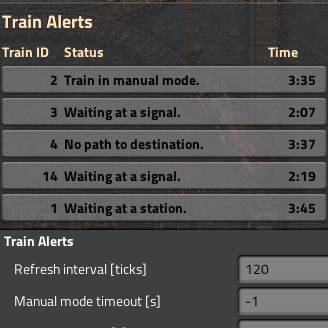 Train Alerts
Train ID Status Time
2 Train in manual mode. 3:35
3 Waiting at a signal. 2:07
4 No path to destination. 3:37
14 Waiting at a signal. 2:19
1 Waiting at a station. 3:45
Train Alerts
Refresh interval [ticks] 120
Manual mode timeout [s] -1